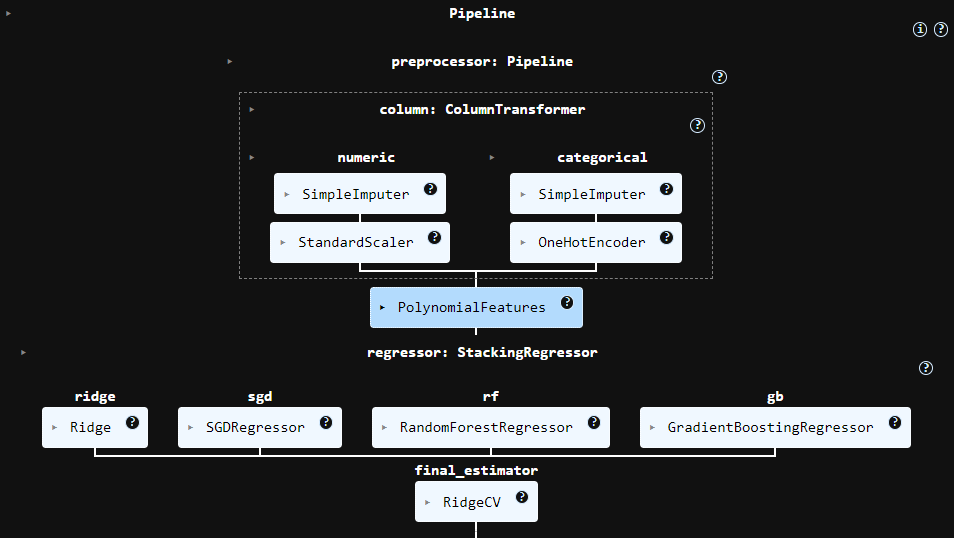 Pipeline
i ?
preprocessor: Pipeline
?
column: ColumnTransformer
?
numeric categorical
SimpleImputer ? SimpleImputer ?
StandardScaler ? OneHotEncoder ?
PolynomialFeatures ?
regressor: StackingRegressor
?
ridge sgd rf gb
Ridge ? SGDRegressor ? RandomForestRegressor ? GradientBoostingRegressor ?
final_estimator
RidgeCV ?